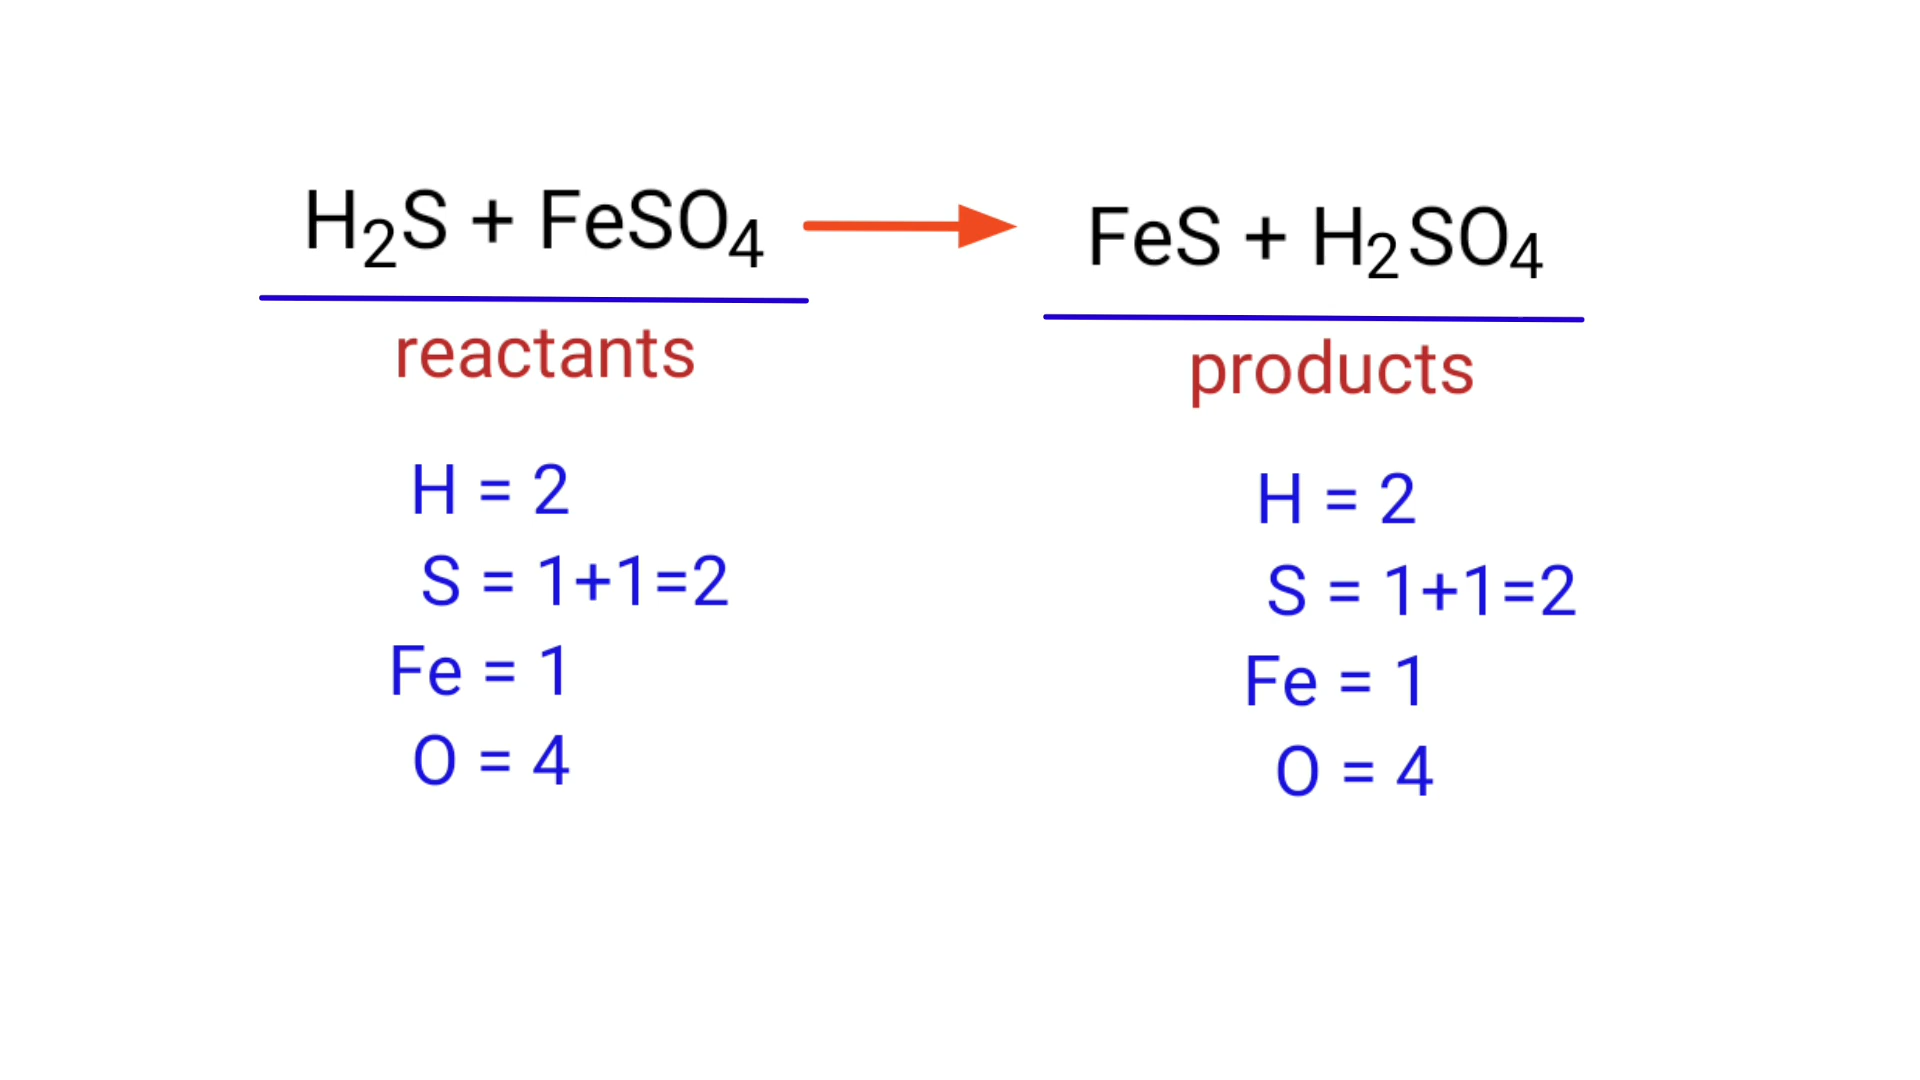 H₂S + FeSO₄ → FeS + H₂SO₄
reactants
products
H = 2
S = 1+1=2
Fe = 1
O = 4
H = 2
S = 1+1=2
Fe = 1
O = 4